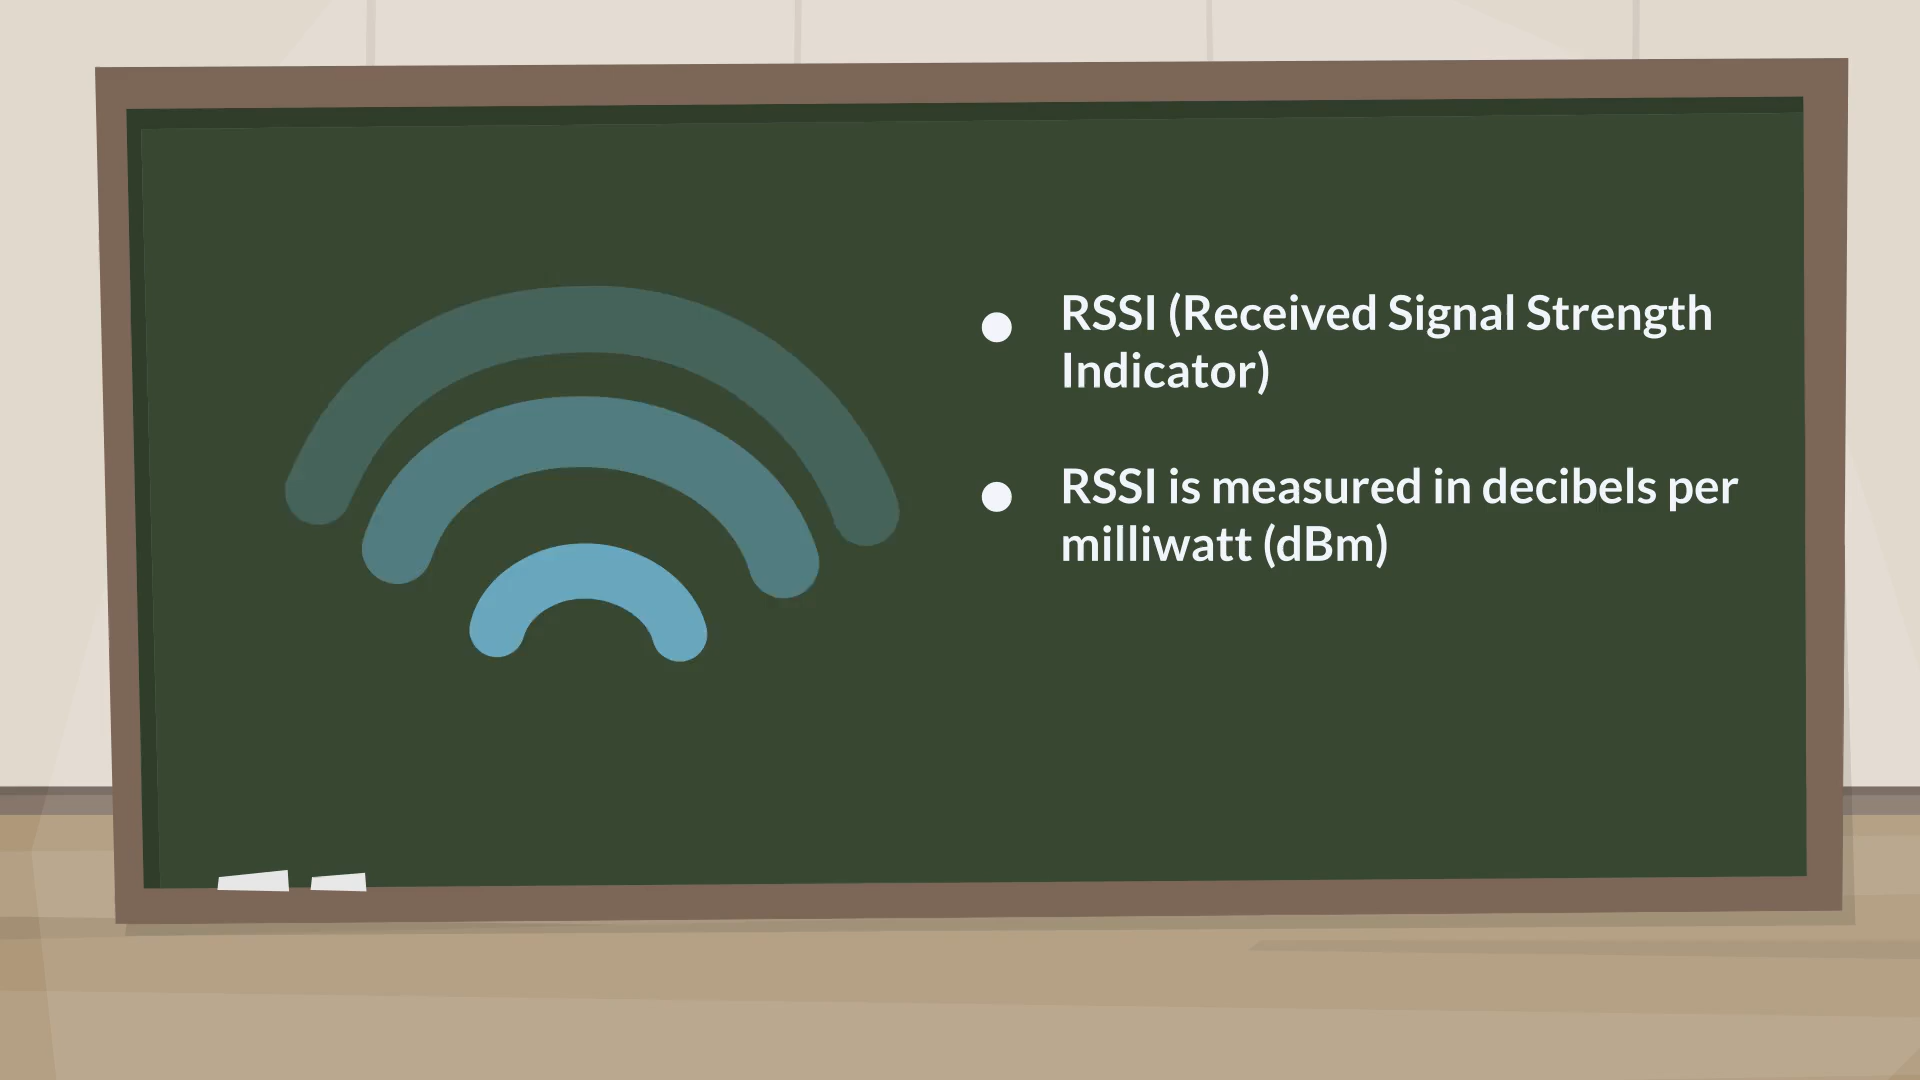 RSSI (Received Signal Strength
Indicator)
RSSI is measured in decibels per
milliwatt (dBm)